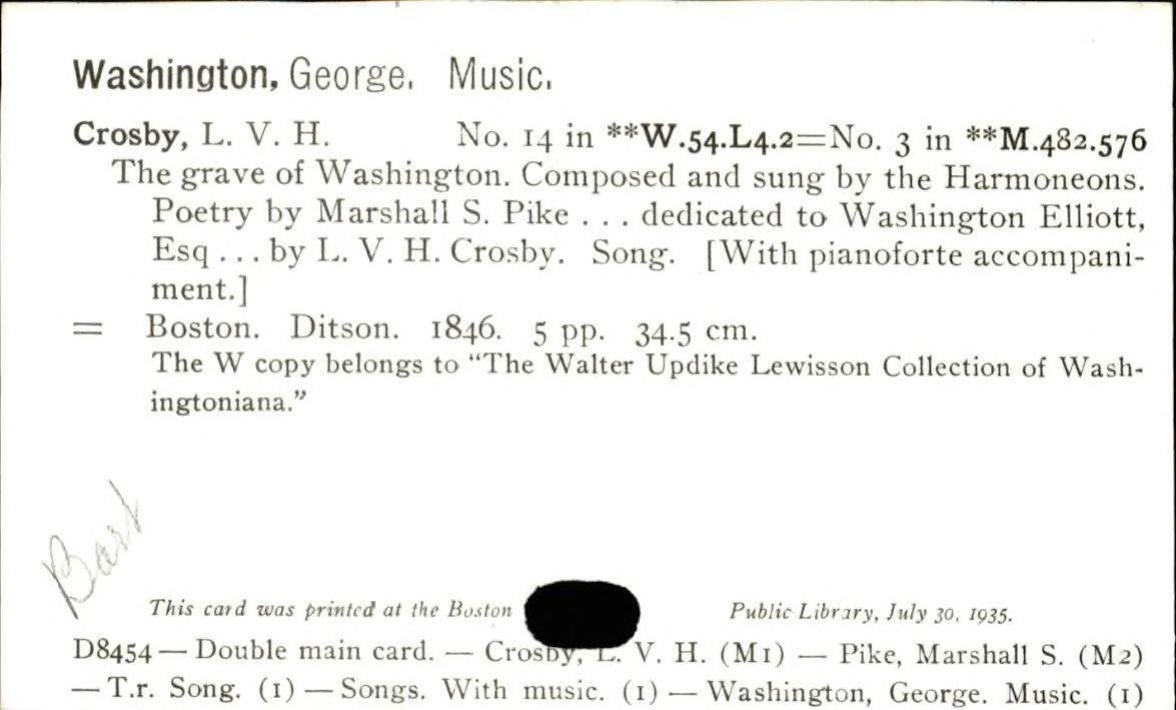 Washington, George. Music.
Crosby, L. V. H. No. 14 in **W.54.L4.2=No. 3 in **M.482.576
The grave of Washington. Composed and sung by the Harmoneons.
Poetry by Marshall S. Pike . . . dedicated to Washington Elliott,
Esq . . . by L. V. H. Crosby. Song. [With pianoforte accompani-
ment.]
= Boston. Ditson. 1846. 5 pp. 34.5 cm.
The W copy belongs to “The Walter Updike Lewisson Collection of Wash-
ingtoniana.”
This card was printed at the Boston Public Library, July 30, 1935.
D8454 — Double main card. — Crosby, L. V. H. (M1) — Pike, Marshall S. (M2)
— T.r. Song. (1) — Songs. With music. (1) — Washington, George. Music. (1)